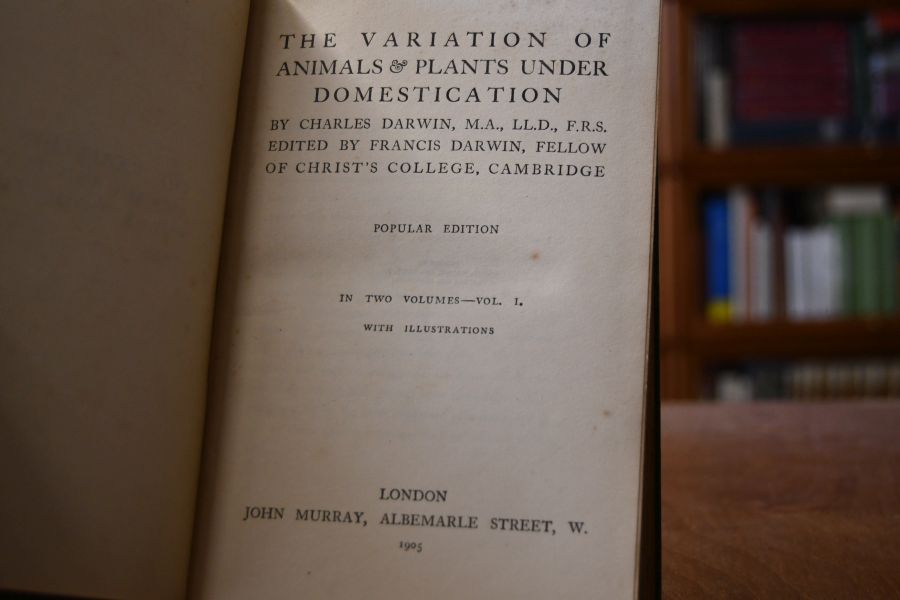 THE VARIATION OF
ANIMALS & PLANTS UNDER
DOMESTICATION
BY CHARLES DARWIN, M.A., LL.D., F.R.S.
EDITED BY FRANCIS DARWIN, FELLOW
OF CHRIST'S COLLEGE, CAMBRIDGE
POPULAR EDITION
IN TWO VOLUMES—VOL. I.
WITH ILLUSTRATIONS
LONDON
JOHN MURRAY, ALBEMARLE STREET, W.
1905